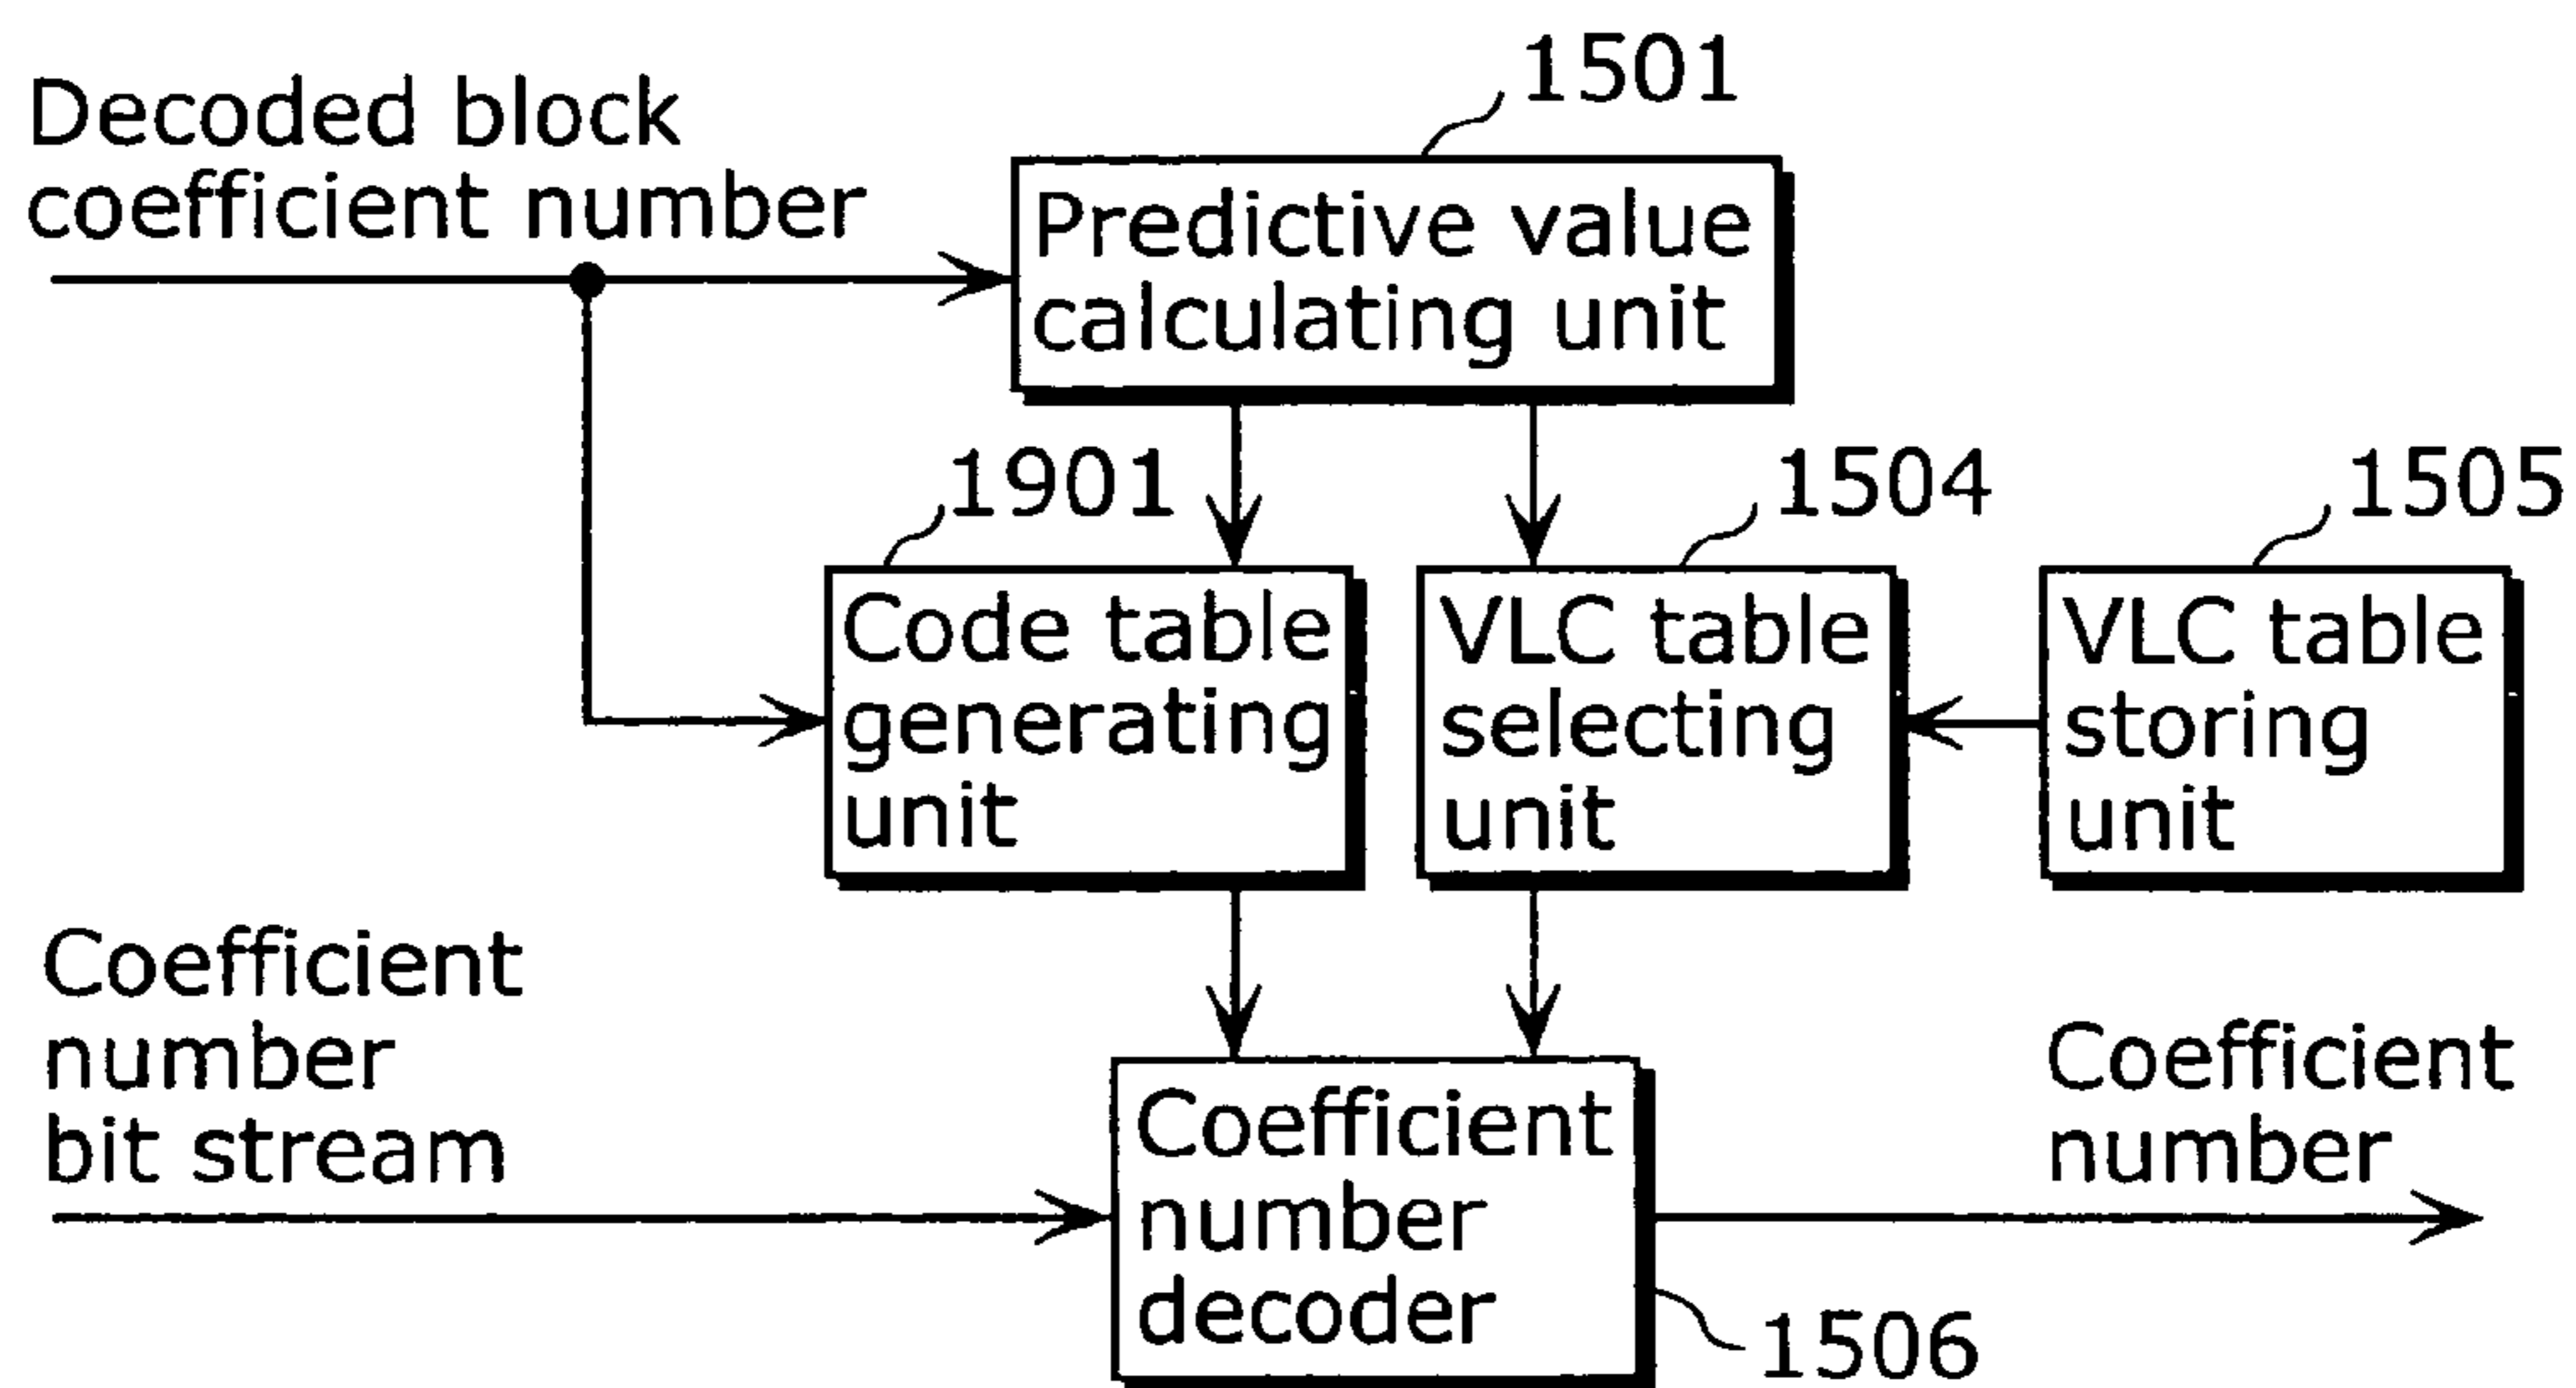 1501
Decoded block
coefficient number
Predictive value
calculating unit
1901
1504
1505
Code table
generating
unit
VLC table
selecting
unit
VLC table
storing
unit
Coefficient
number
bit stream
Coefficient
number
decoder
Coefficient
number
1506